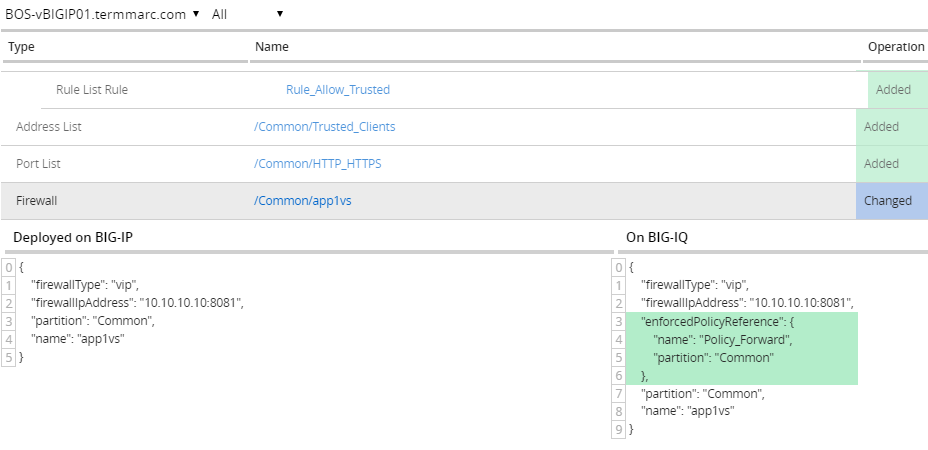 BOS-vBIGIP01.termmarc.com ▼ All ▼
Type Name Operation
Rule List Rule Rule_Allow_Trusted Added
Address List /Common/Trusted_Clients Added
Port List /Common/HTTP_HTTPS Added
Firewall /Common/app1vs Changed
Deployed on BIG-IP
0 {
1 "firewallType": "vip",
2 "firewallIpAddress": "10.10.10.10:8081",
3 "partition": "Common",
4 "name": "app1vs"
5 }
On BIG-IQ
0 {
1 "firewallType": "vip",
2 "firewallIpAddress": "10.10.10.10:8081",
3 "enforcedPolicyReference": {
4 "name": "Policy_Forward",
5 "partition": "Common"
6 },
7 "partition": "Common",
8 "name": "app1vs"
9 }